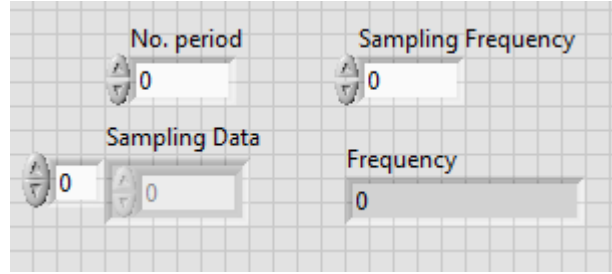 No. period Sampling Frequency
0 0
Sampling Data
0 0
Frequency
0